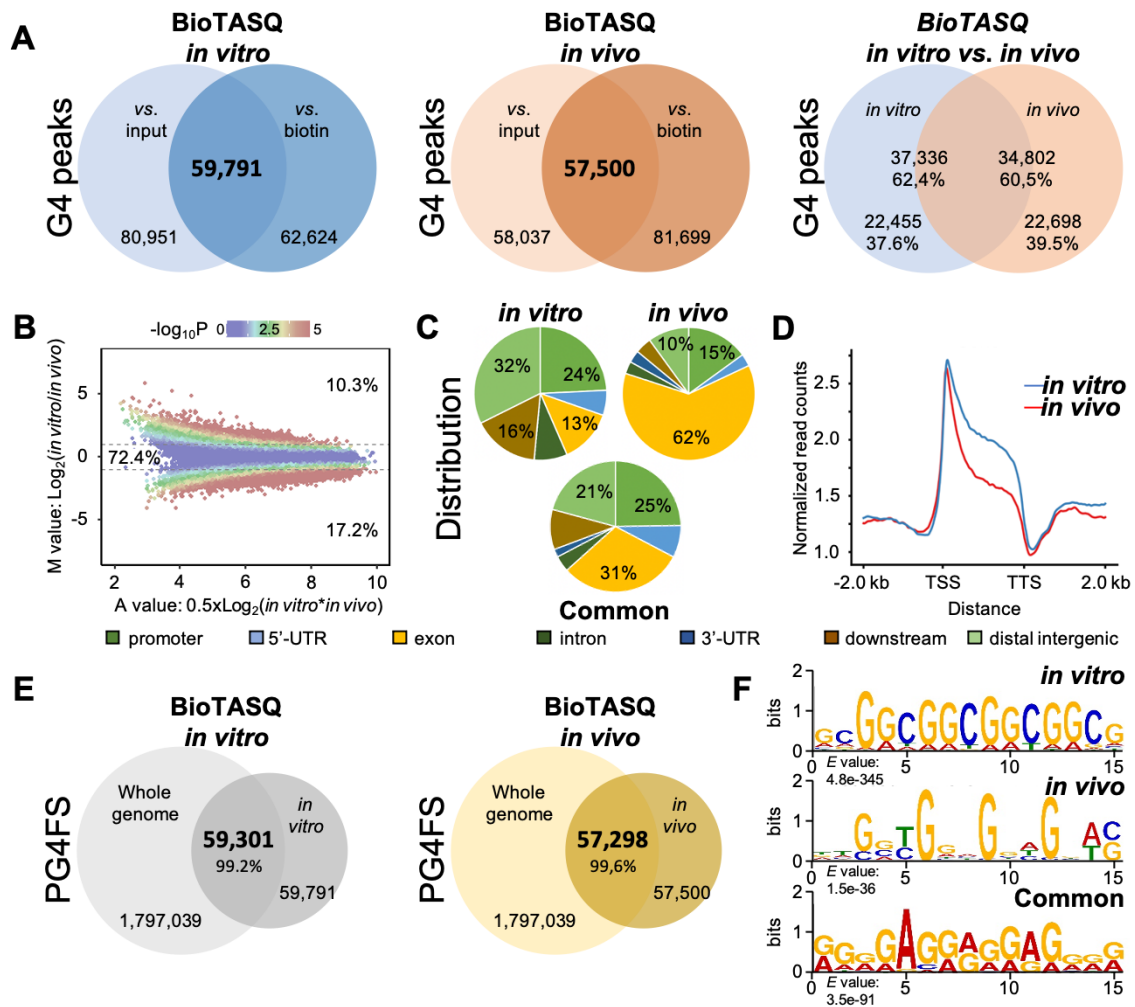 A
BioTASQ
in vitro
G4 peaks
vs.
input
vs.
biotin
59,791
80,951
62,624
BioTASQ
in vivo
G4 peaks
vs.
input
vs.
biotin
57,500
58,037
81,699
BioTASQ
in vitro vs. in vivo
G4 peaks
in vitro
in vivo
37,336
62,4%
34,802
60,5%
22,455
37.6%
22,698
39.5%
B
-log10P 0 2.5 5
M value: Log2(in vitro/in vivo)
5
0
-5
10.3%
72.4%
17.2%
2 4 6 8 10
A value: 0.5xLog2(in vitro*in vivo)
C
Distribution
in vitro
32%
24%
13%
16%
in vivo
10%
15%
62%
21%
25%
31%
Common
D
Normalized read counts
2.5
2.0
1.5
1.0
in vitro
in vivo
-2.0 kb TSS TTS 2.0 kb
Distance
promoter 5'-UTR exon intron 3'-UTR downstream distal intergenic
E
BioTASQ
in vitro
PG4FS
Whole
genome
in
vitro
59,301
99.2%
59,791
1,797,039
BioTASQ
in vivo
PG4FS
Whole
genome
in
vivo
57,298
99,6%
57,500
1,797,039
F
in vitro
bits
2
1
0
0 5 10 15
E value:
4.8e-345
in vivo
bits
2
1
0
0 5 10 15
E value:
1.5e-36
Common
bits
2
1
0
0 5 10 15
E value:
3.5e-91